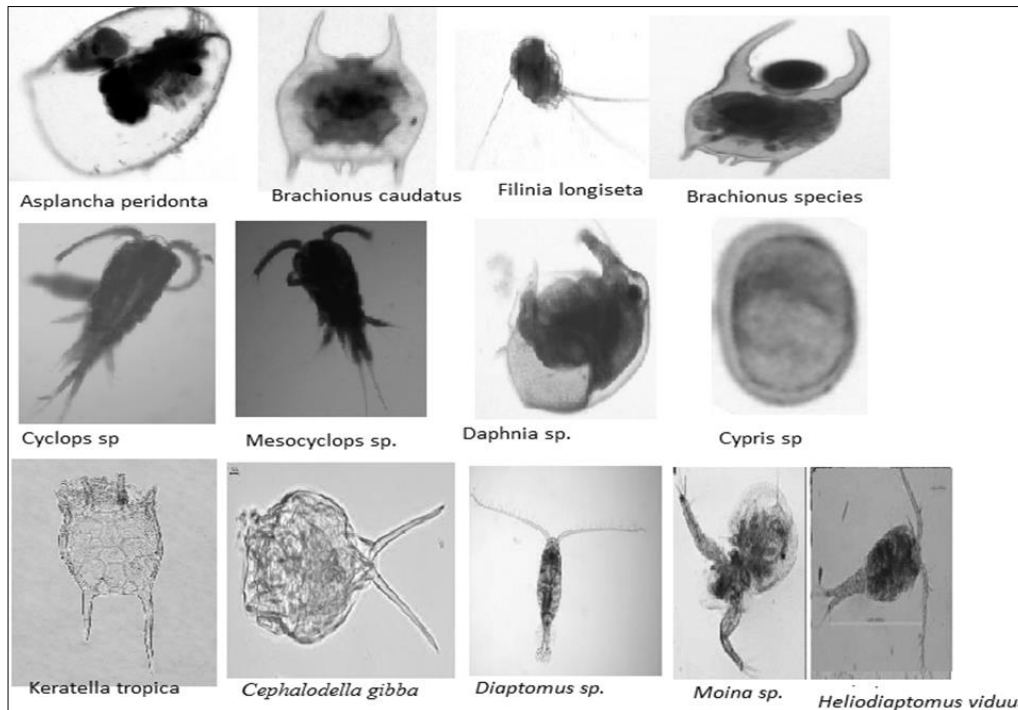 Asplancha peridonta
Brachionus caudatus
Filinia longiseta
Brachionus species
Cyclops sp
Mesocyclops sp.
Daphnia sp.
Cypris sp
Keratella tropica
Cephalodella gibba
Diaptomus sp.
Moina sp.
Heliodiaptomus viduu